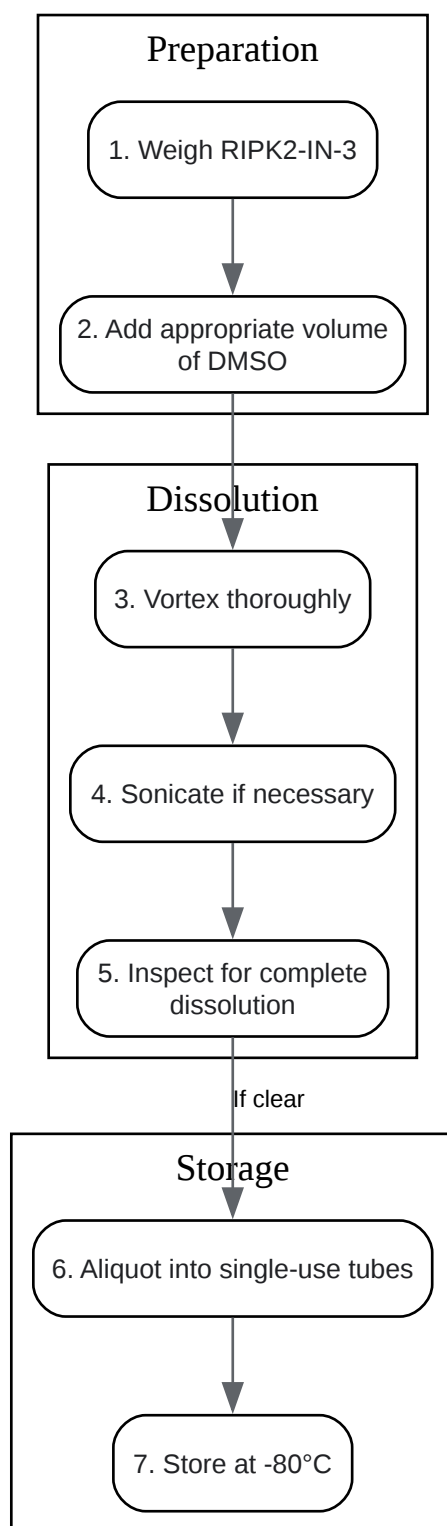 Preparation
1. Weigh RIPK2-IN-3
2. Add appropriate volume
of DMSO
Dissolution
3. Vortex thoroughly
4. Sonicate if necessary
5. Inspect for complete
dissolution
If clear
Storage
6. Aliquot into single-use tubes
7. Store at -80°C